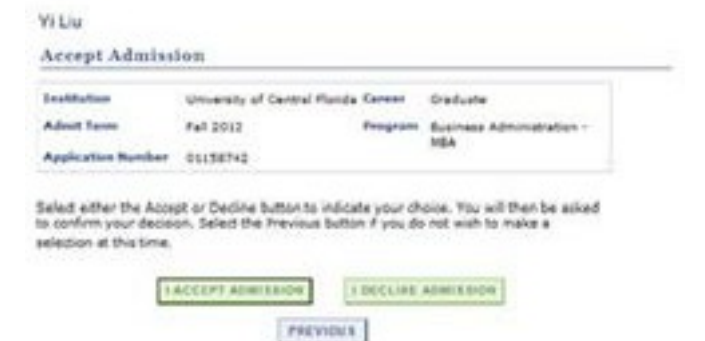 Yi Liu
Accept Admission
Institution University of Central Florida Career Graduate
Admit Term Fall 2012 Program Business Administration -
MBA
Application Number 01158742
Select either the Accept or Decline button to indicate your choice. You will then be asked
to confirm your decision. Select the Previous button if you do not wish to make a
selection at this time.
I ACCEPT ADMISSION I DECLINE ADMISSION
PREVIOUS